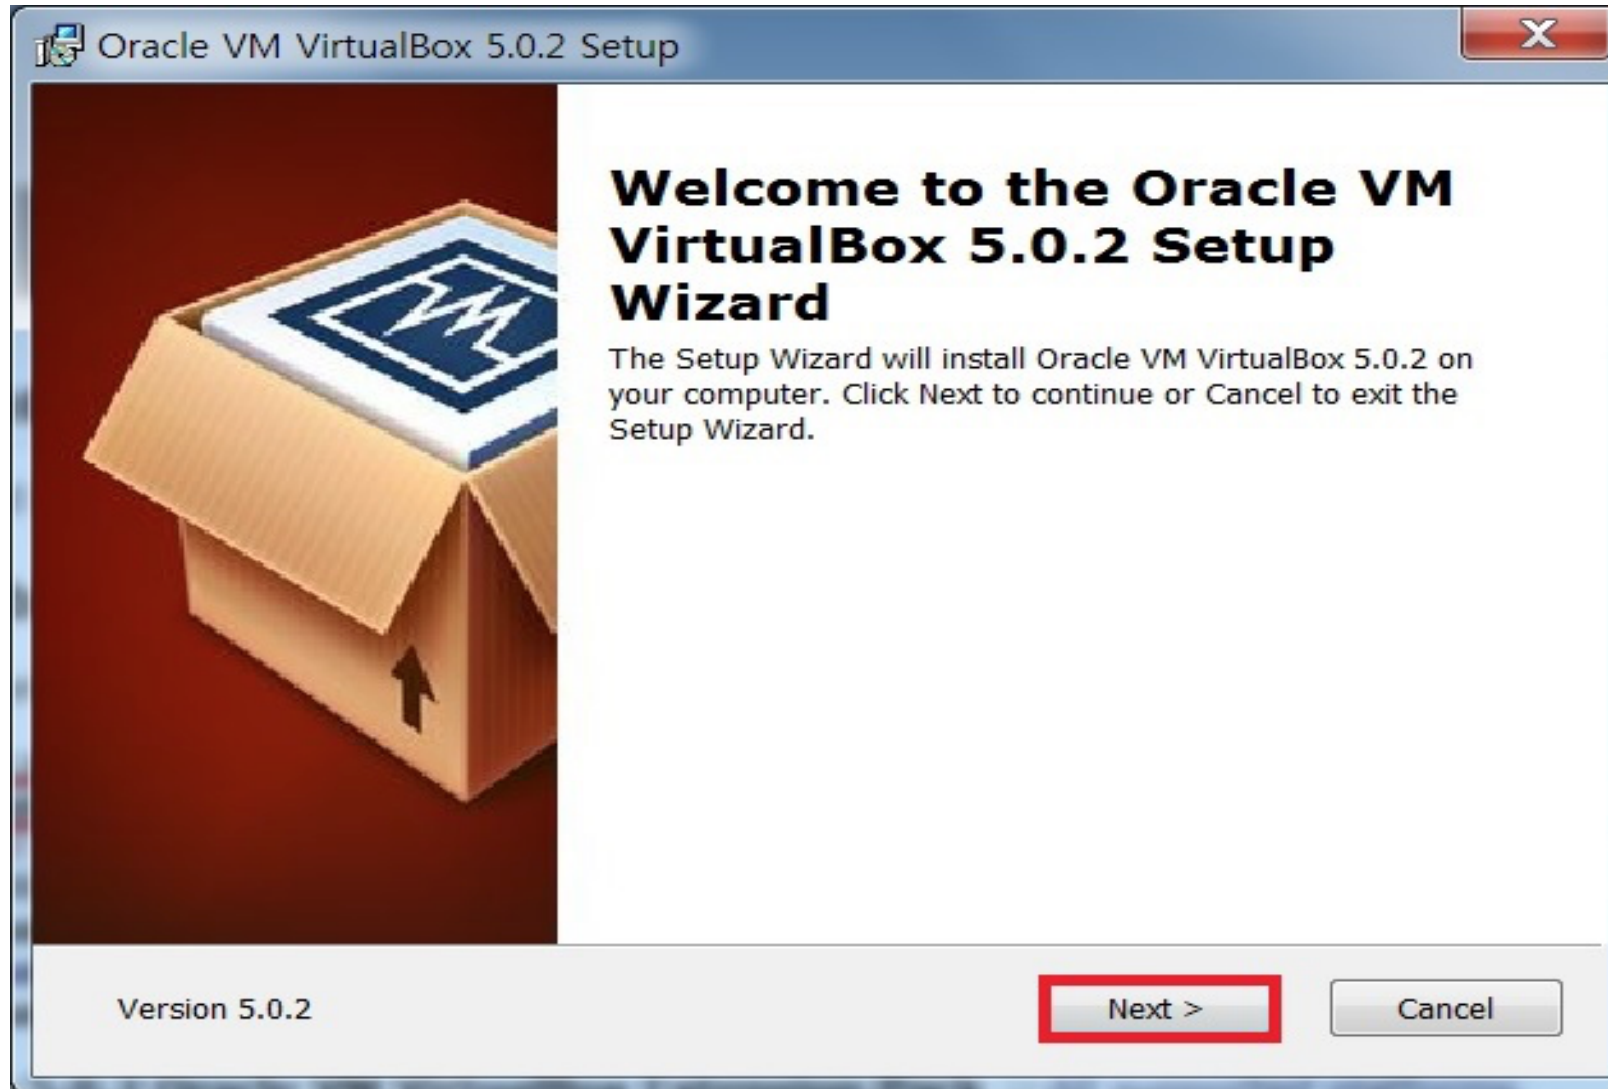 Oracle VM VirtualBox 5.0.2 Setup
Welcome to the Oracle VM
VirtualBox 5.0.2 Setup
Wizard
The Setup Wizard will install Oracle VM VirtualBox 5.0.2 on
your computer. Click Next to continue or Cancel to exit the
Setup Wizard.
Version 5.0.2
Next >
Cancel